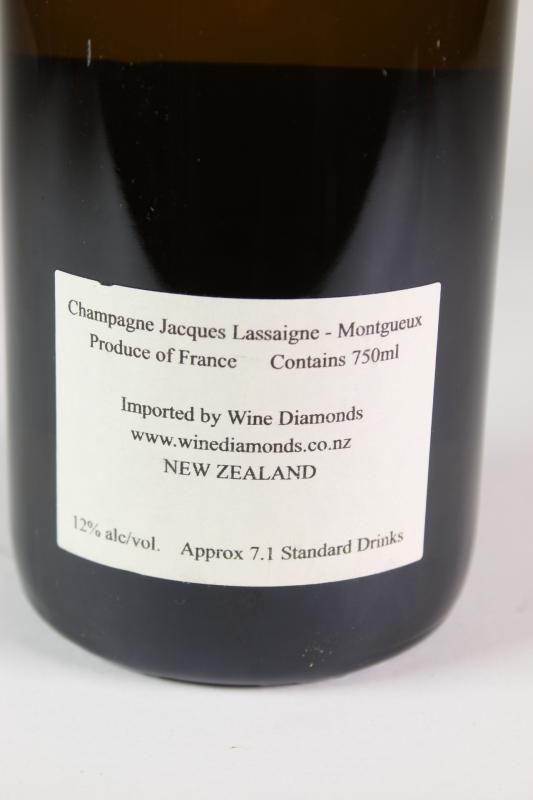 Champagne Jacques Lassaigne - Montgueux
Produce of France Contains 750ml
Imported by Wine Diamonds
www.winediamonds.co.nz
NEW ZEALAND
12% alc/vol. Approx 7.1 Standard Drinks